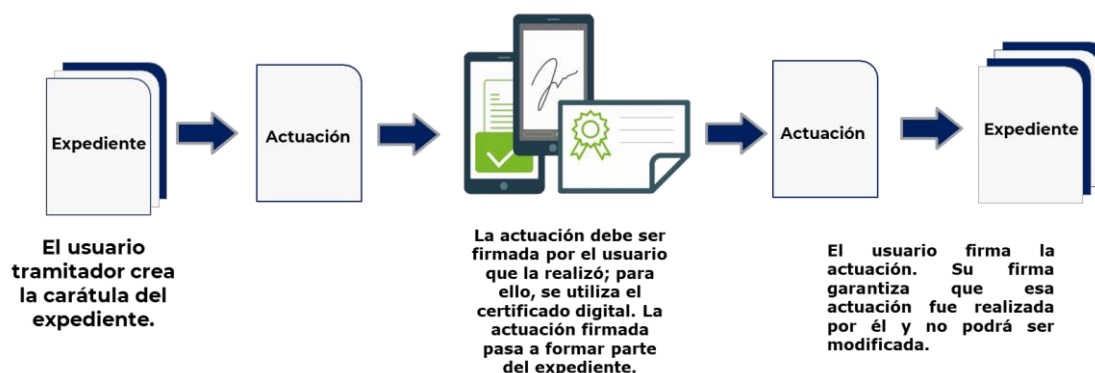 Expediente
Actuación
Actuación
Expediente
El usuario
tramitador crea
la carátula del
expediente.
La actuación debe ser
firmada por el usuario
que la realizó; para
ello, se utiliza el
certificado digital. La
actuación firmada
pasa a formar parte
del expediente.
El usuario firma la
actuación. Su firma
garantiza que esa
actuación fue realizada
por él y no podrá ser
modificada.